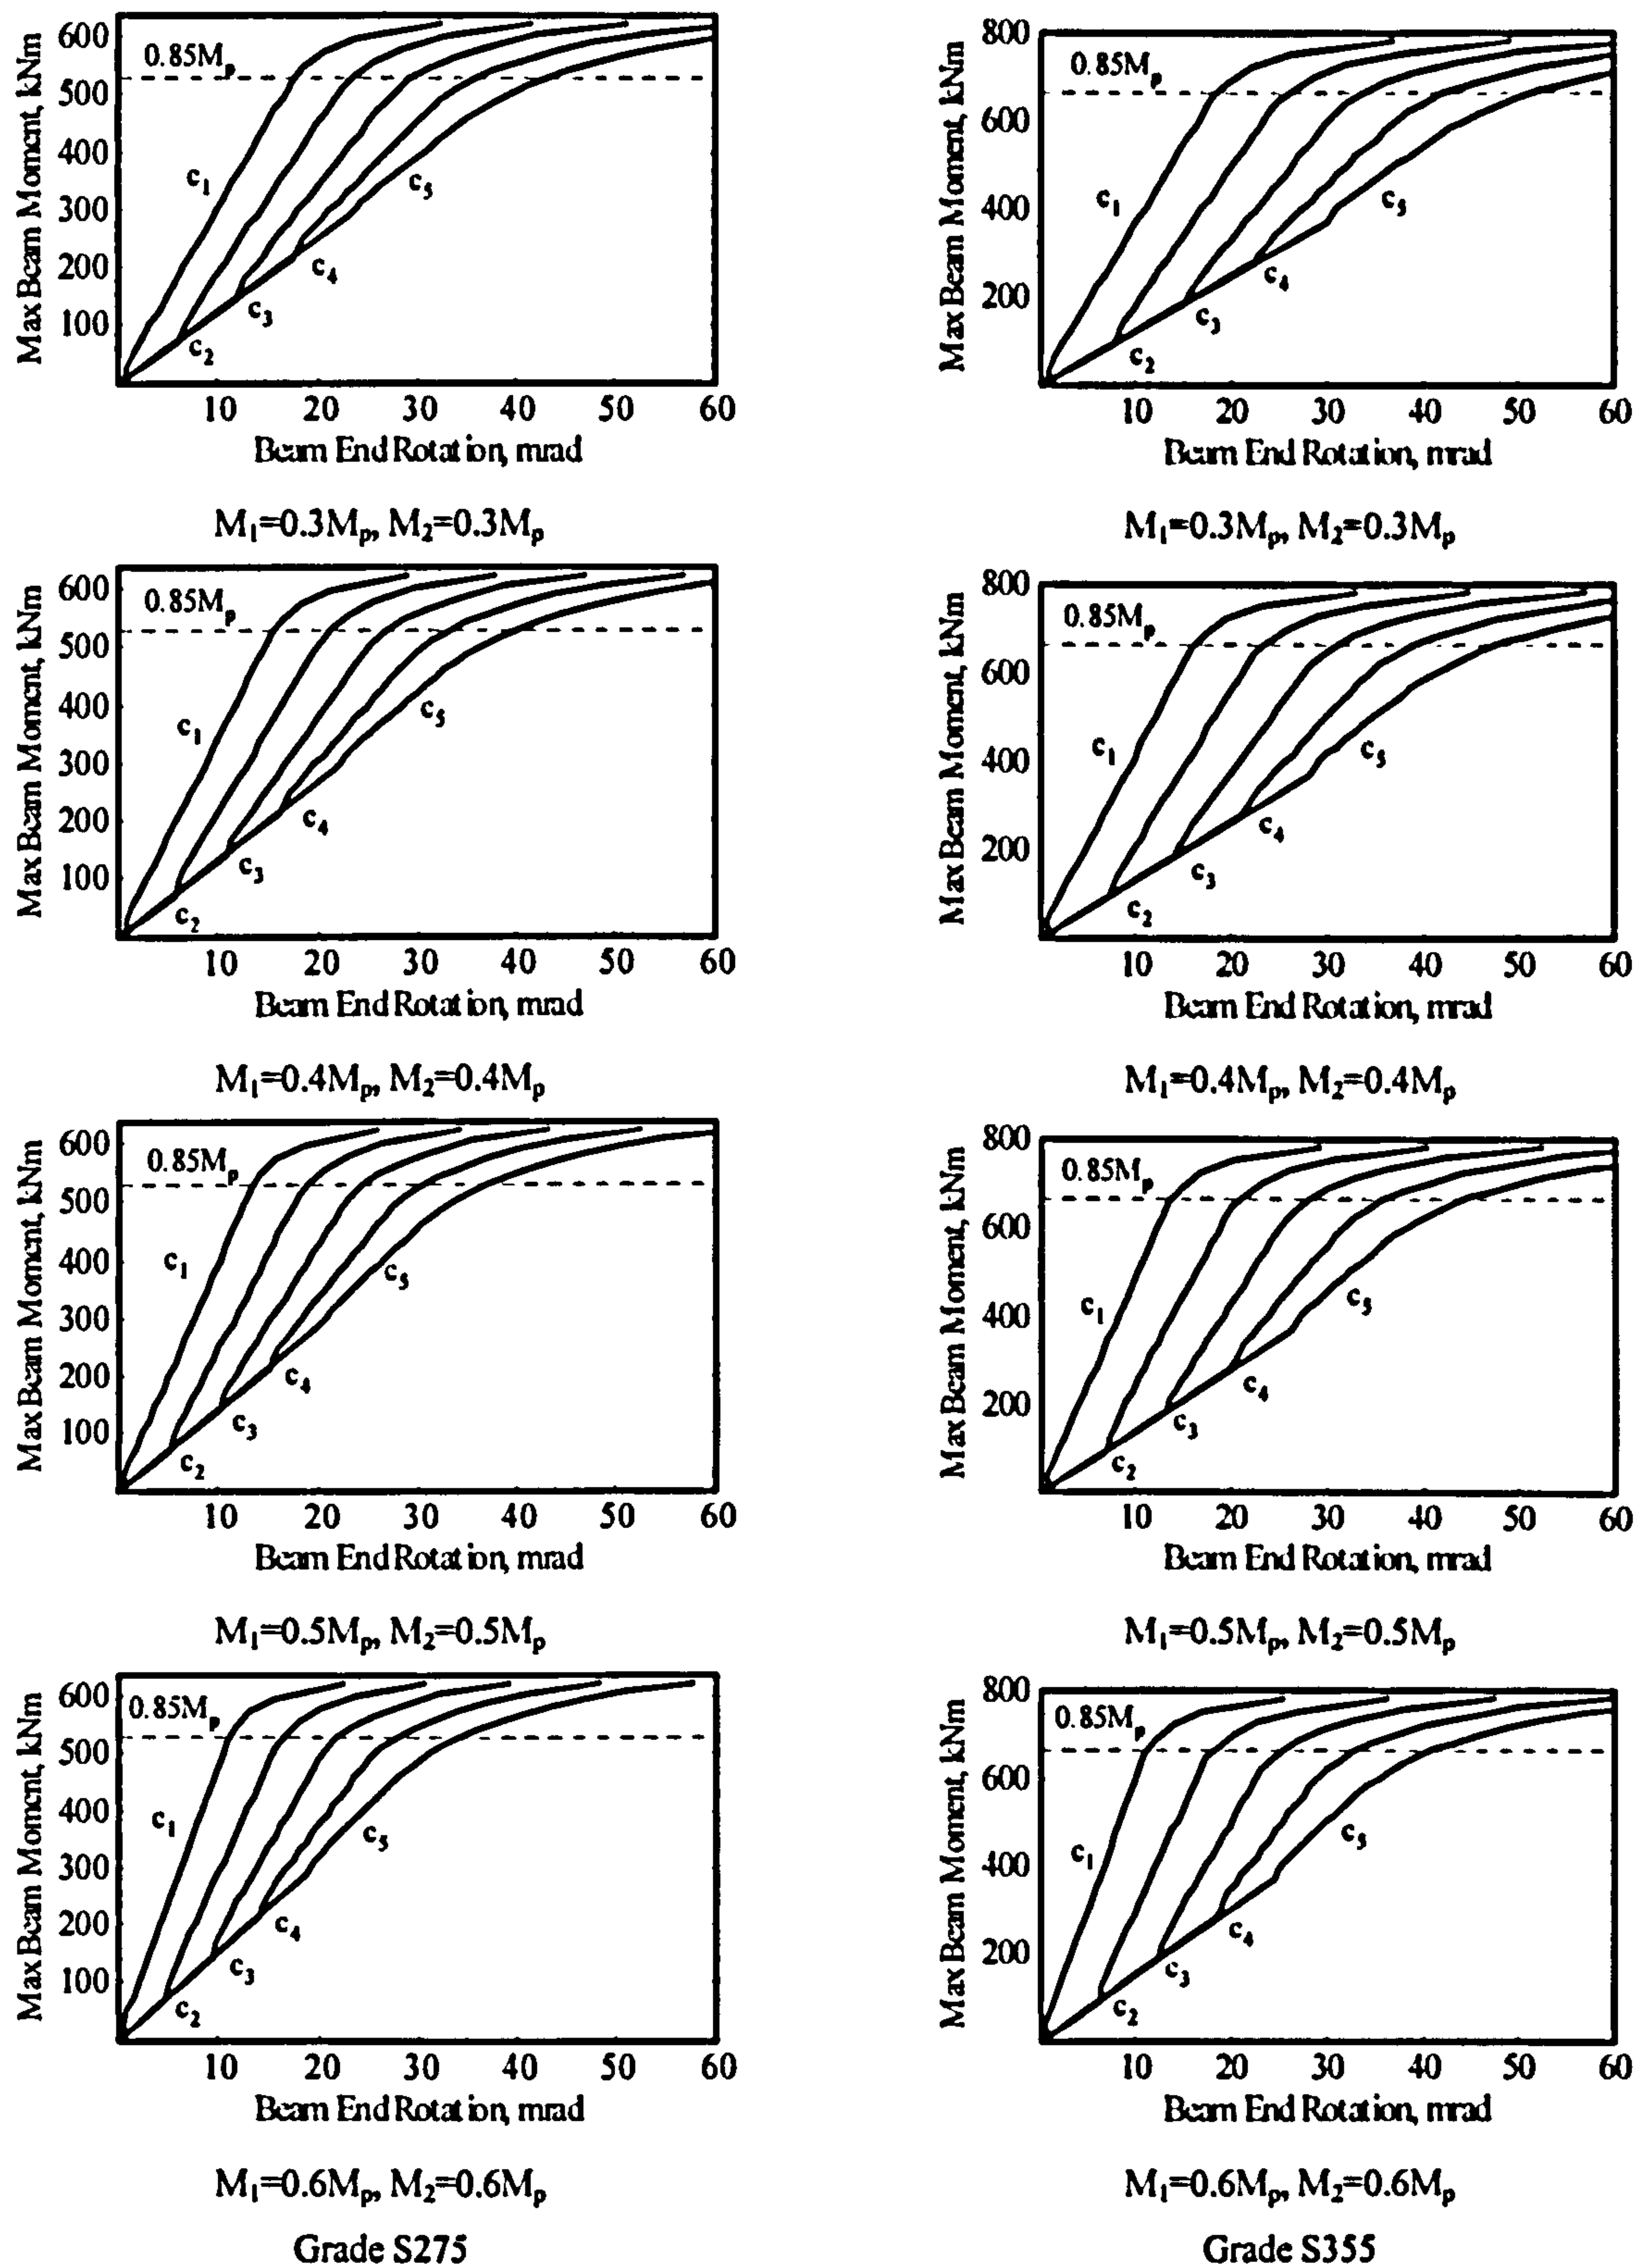 Max Beam Moment, kNm
600
500
400
300
200
100
0.85Mp
c1
c2
c3
c4
c5
10 20 30 40 50 60
Beam End Rotation, mrad
M1=0.3Mp, M2=0.3Mp
Max Beam Moment, kNm
800
600
400
200
0.85Mp
c1
c2
c3
c4
c5
10 20 30 40 50 60
Beam End Rotation, mrad
M1=0.3Mp, M2=0.3Mp
Max Beam Moment, kNm
600
500
400
300
200
100
0.85Mp
c1
c2
c3
c4
c5
10 20 30 40 50 60
Beam End Rotation, mrad
M1=0.4Mp, M2=0.4Mp
Max Beam Moment, kNm
800
600
400
200
0.85Mp
c1
c2
c3
c4
c5
10 20 30 40 50 60
Beam End Rotation, mrad
M1=0.4Mp, M2=0.4Mp
Max Beam Moment, kNm
600
500
400
300
200
100
0.85Mp
c1
c2
c3
c4
c5
10 20 30 40 50 60
Beam End Rotation, mrad
M1=0.5Mp, M2=0.5Mp
Max Beam Moment, kNm
800
600
400
200
0.85Mp
c1
c2
c3
c4
c5
10 20 30 40 50 60
Beam End Rotation, mrad
M1=0.5Mp, M2=0.5Mp
Max Beam Moment, kNm
600
500
400
300
200
100
0.85Mp
c1
c2
c3
c4
c5
10 20 30 40 50 60
Beam End Rotation, mrad
M1=0.6Mp, M2=0.6Mp
Grade S275
Max Beam Moment, kNm
800
600
400
200
0.85Mp
c1
c2
c3
c4
c5
10 20 30 40 50 60
Beam End Rotation, mrad
M1=0.6Mp, M2=0.6Mp
Grade S355